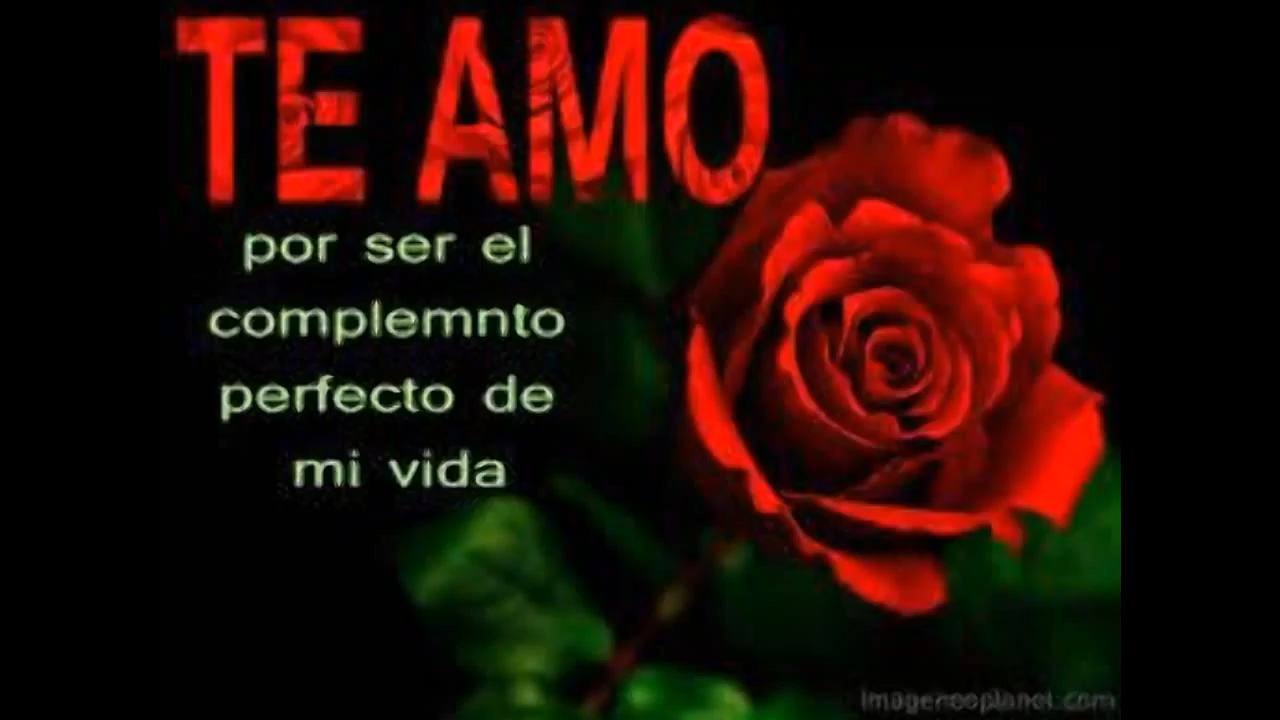 TE AMO
por ser el
complemnto
perfecto de
mi vida